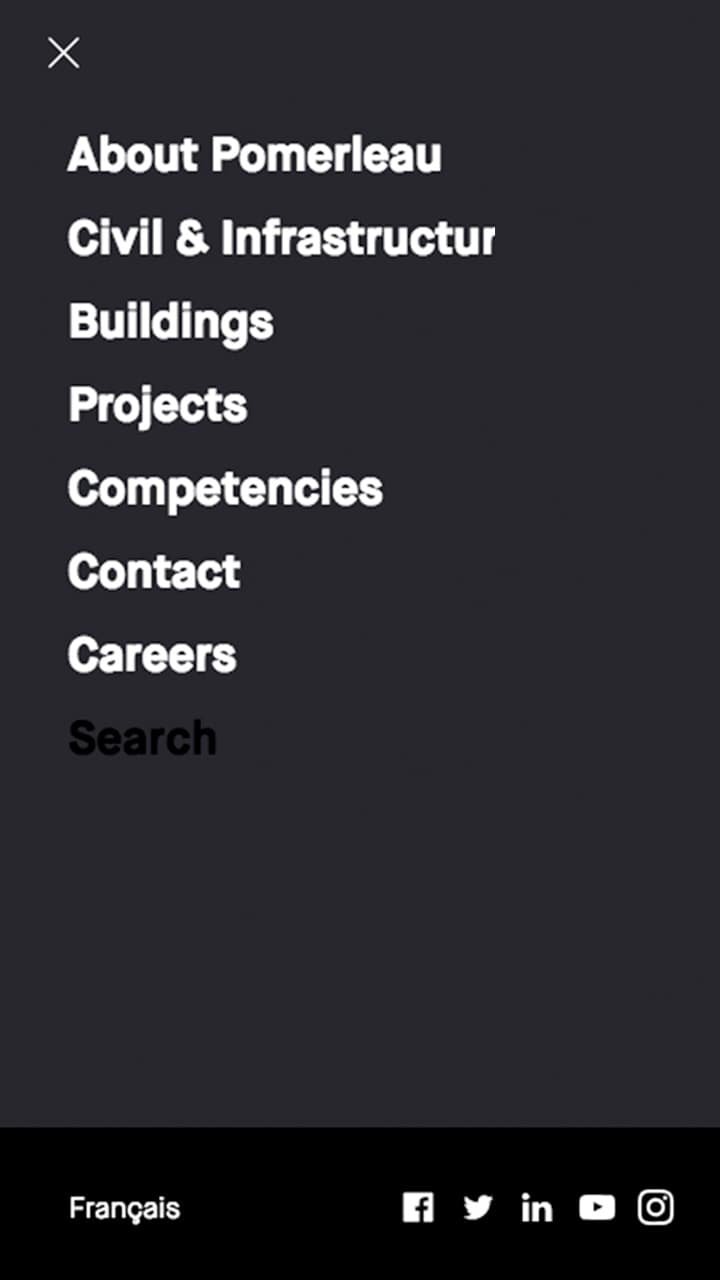 About Pomerleau
Civil & Infrastructur
Buildings
Projects
Competencies
Contact
Careers
Search
Français